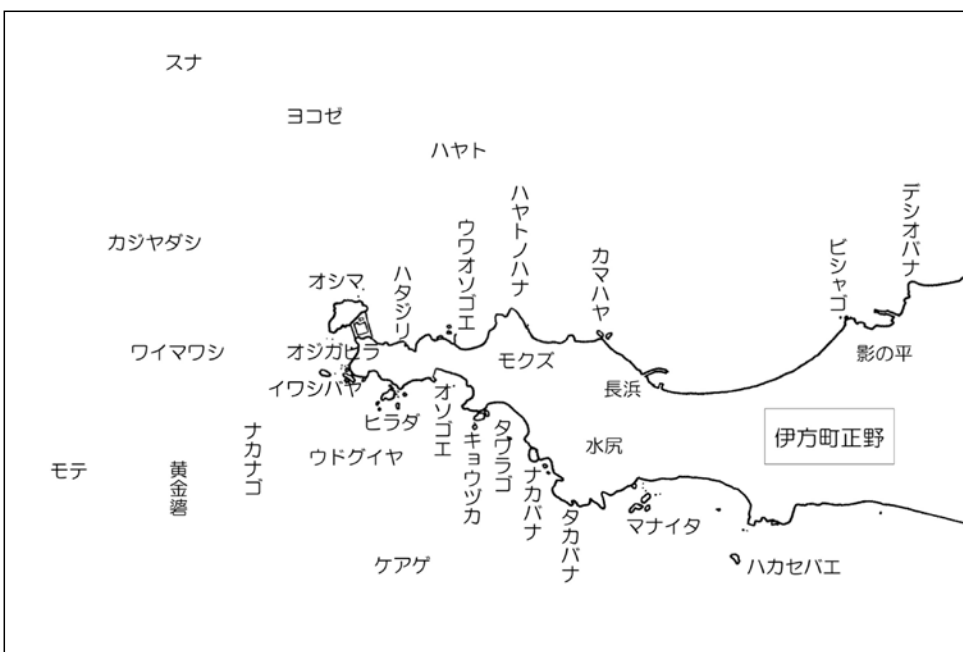 スナ
ヨコゼ
ハヤト
デシオバナ
ハヤトノハナ
ウワオソゴエ
カジヤダシ
カマハヤ
ビシャゴ
ハタジリ
オシマ
ワイマワシ
オジガヒラ
モクズ
影の平
イワシバヤ
長浜
ヒラダ
オソゴエ
キョウヅカ
タワラゴ
水尻
伊方町正野
ナカナゴ
ウドグイヤ
モテ
黄金碆
ナカバナ
タカバナ
マナイタ
ケアゲ
ハカセバエ